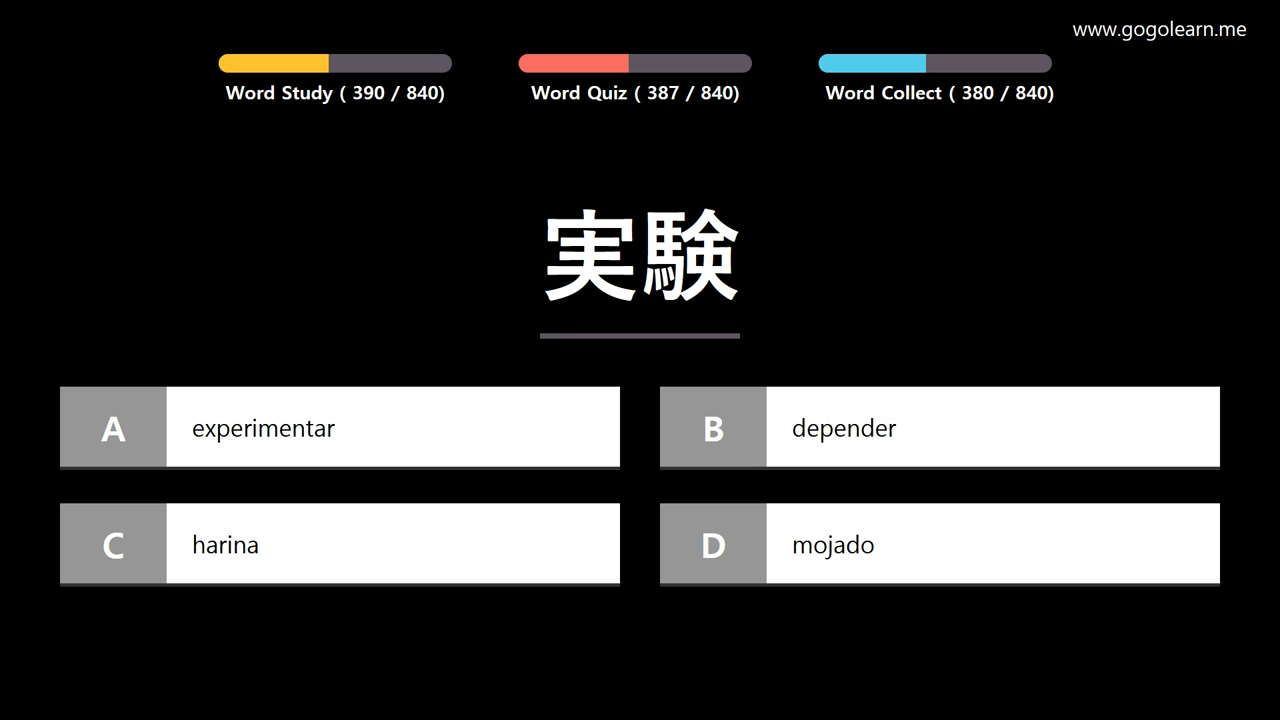 www.gogolearn.me
Word Study ( 390 / 840)
Word Quiz ( 387 / 840)
Word Collect ( 380 / 840)
実験
A experimentar
B depender
C harina
D mojado